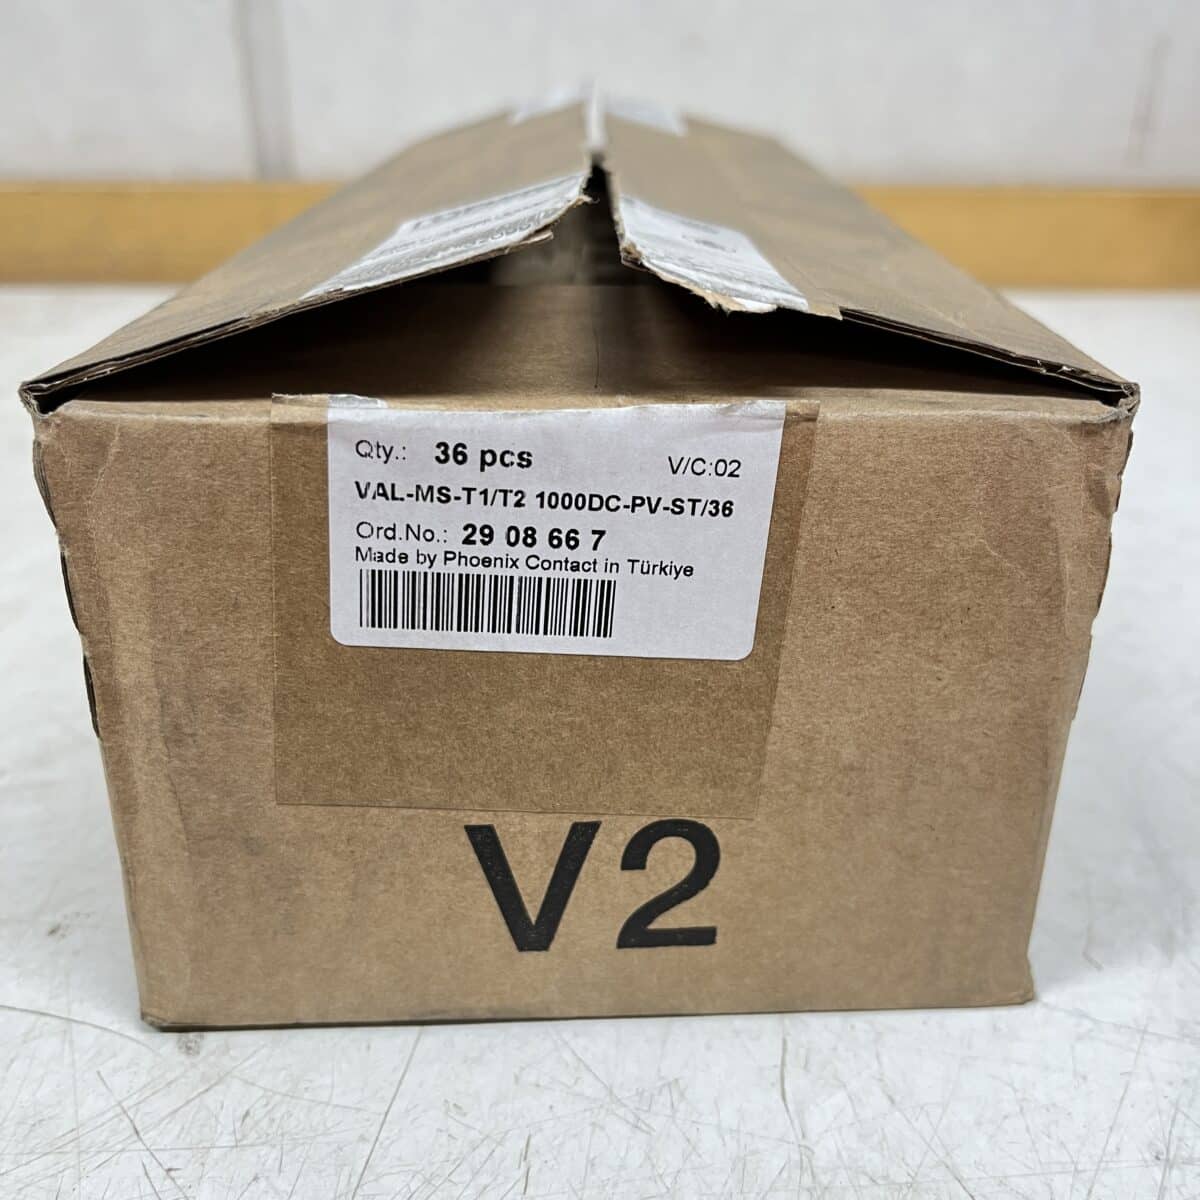 Qty.: 36 pcs V/C:02
VAL-MS-T1/T2 1000DC-PV-ST/36
Ord.No.: 29 08 66 7
Made by Phoenix Contact in Türkiye
V2